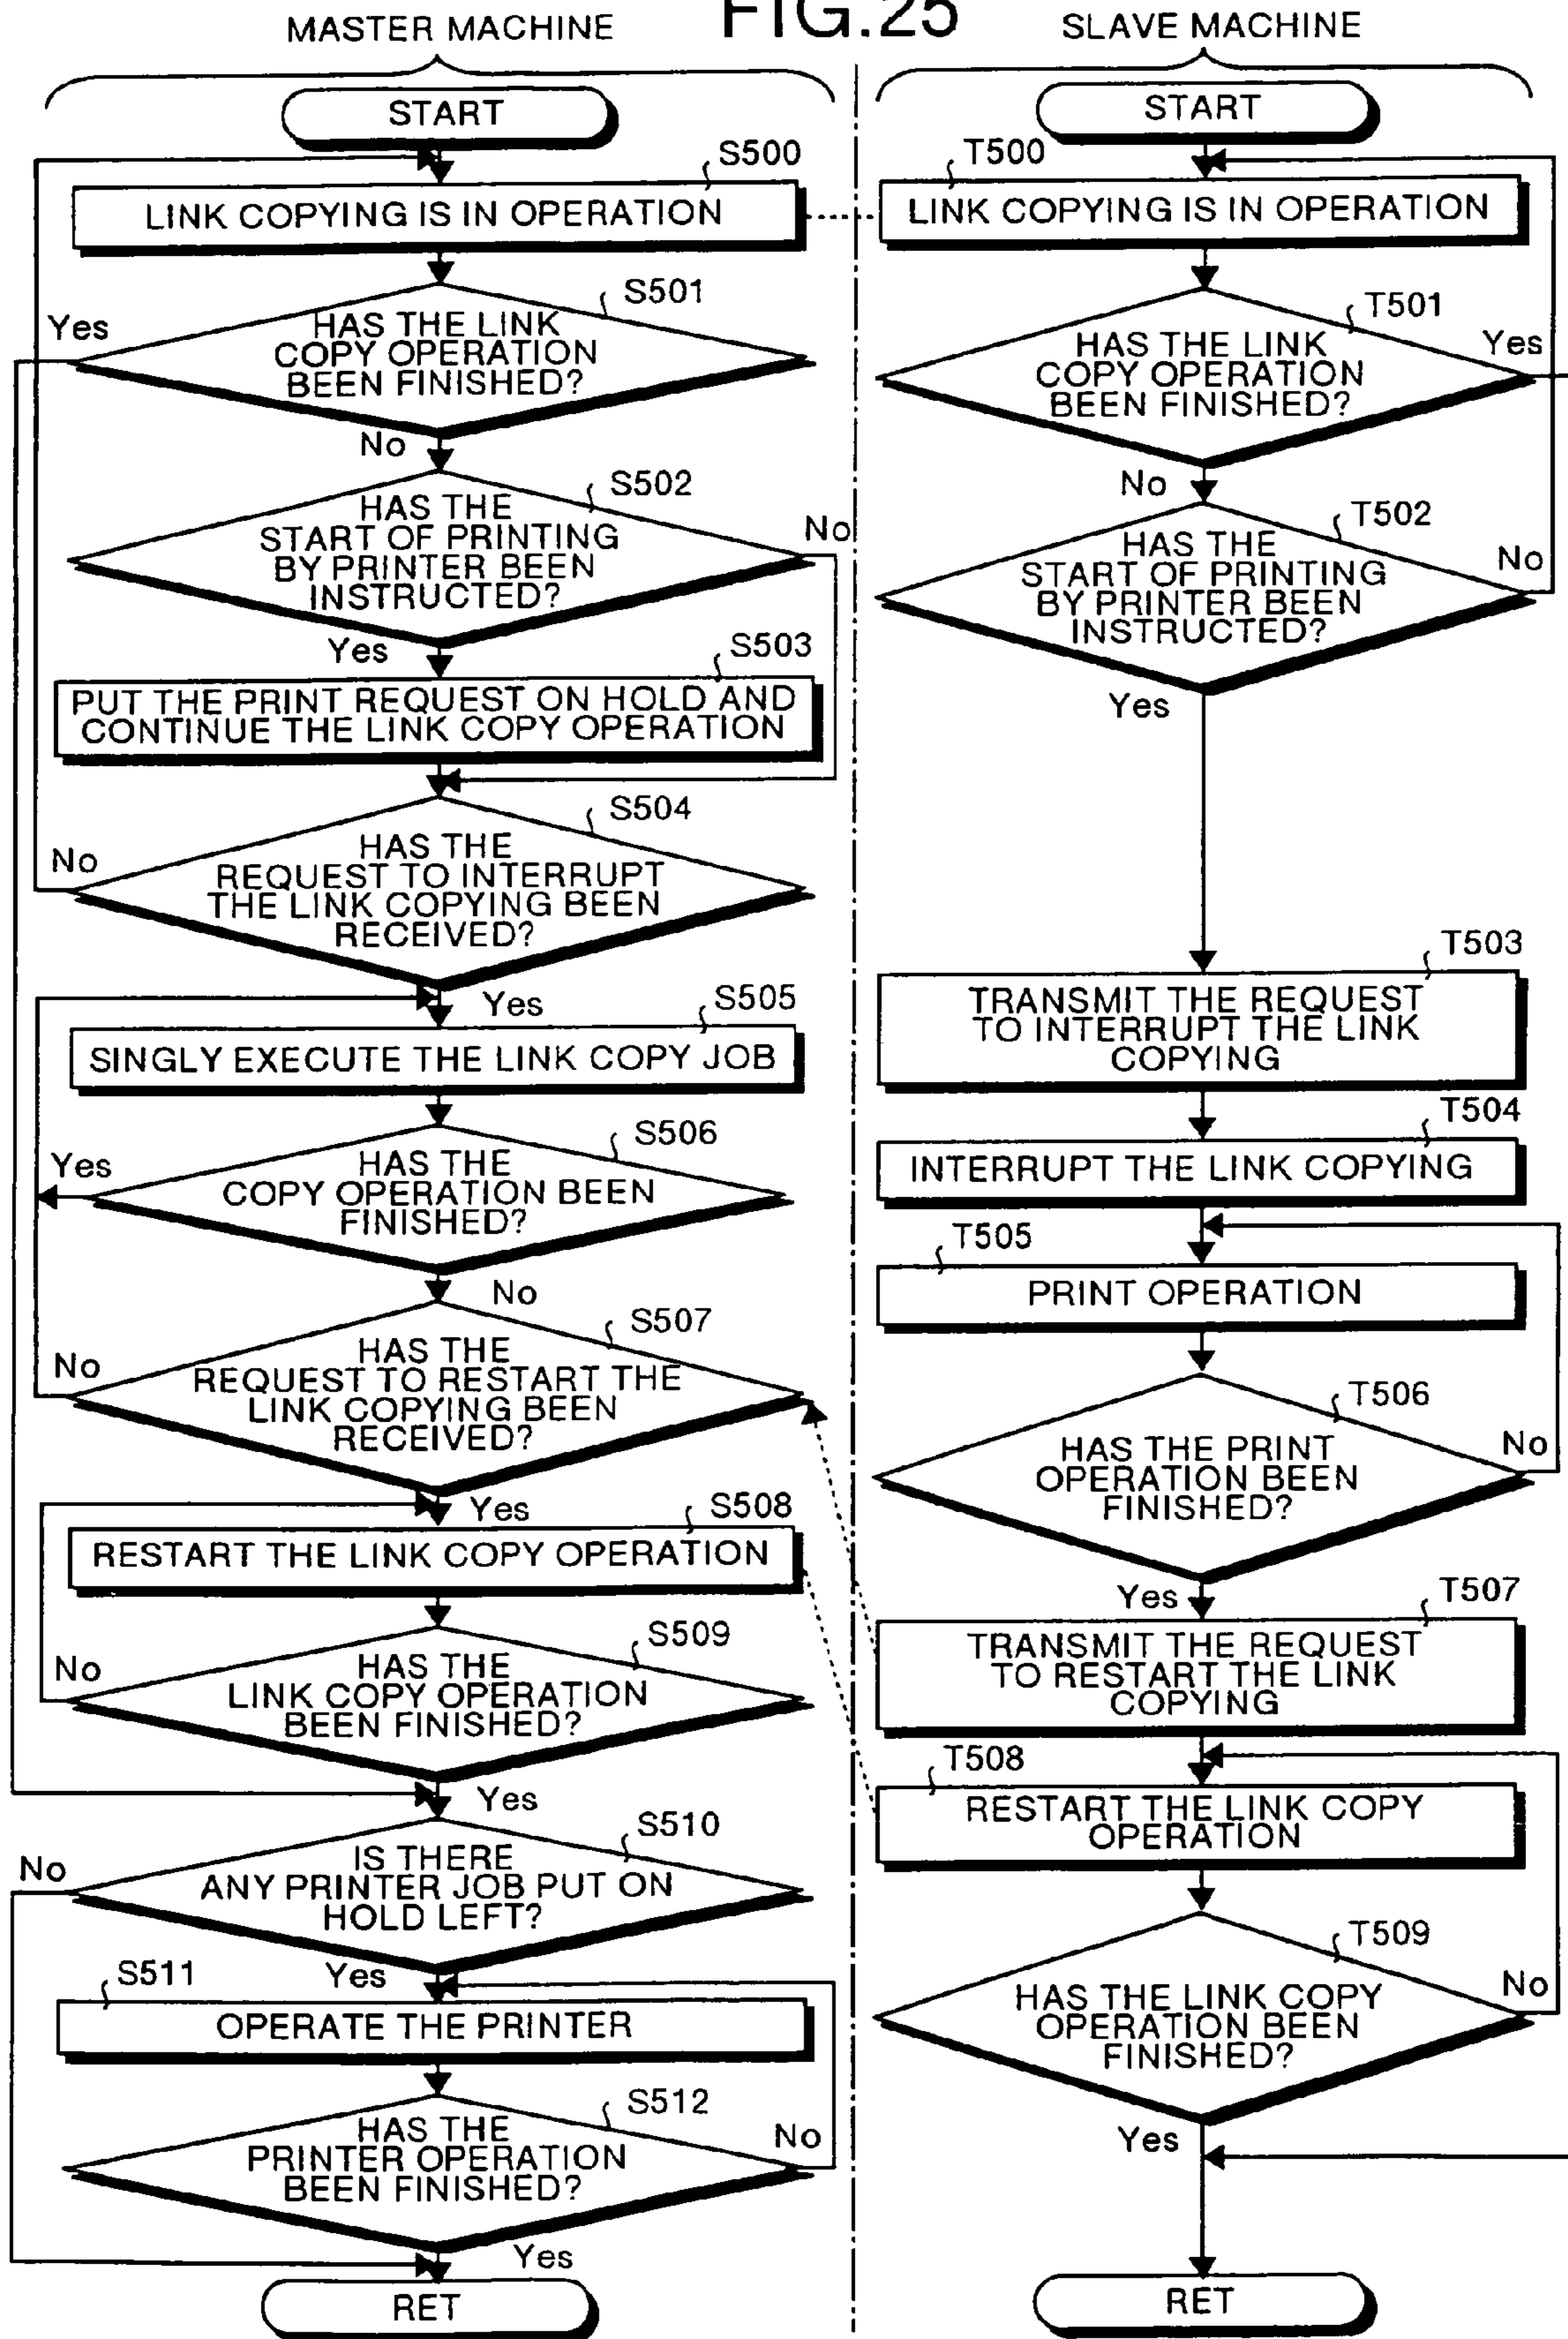 FIG.25
MASTER MACHINE
START
S500
LINK COPYING IS IN OPERATION
S501
Yes
HAS THE LINK
COPY OPERATION
BEEN FINISHED?
No
S502
HAS THE
START OF PRINTING
BY PRINTER BEEN
INSTRUCTED?
No
Yes
S503
PUT THE PRINT REQUEST ON HOLD AND
CONTINUE THE LINK COPY OPERATION
S504
HAS THE
REQUEST TO INTERRUPT
THE LINK COPYING BEEN
RECEIVED?
No
Yes
S505
SINGLY EXECUTE THE LINK COPY JOB
S506
Yes
HAS THE
COPY OPERATION BEEN
FINISHED?
No
S507
HAS THE
REQUEST TO RESTART THE
LINK COPYING BEEN
RECEIVED?
No
Yes
S508
RESTART THE LINK COPY OPERATION
S509
HAS THE
LINK COPY OPERATION
BEEN FINISHED?
No
Yes
S510
IS THERE
ANY PRINTER JOB PUT ON
HOLD LEFT?
No
Yes
S511
OPERATE THE PRINTER
S512
HAS THE
PRINTER OPERATION
BEEN FINISHED?
No
Yes
RET
SLAVE MACHINE
START
T500
LINK COPYING IS IN OPERATION
T501
HAS THE LINK
COPY OPERATION
BEEN FINISHED?
Yes
No
T502
HAS THE
START OF PRINTING
BY PRINTER BEEN
INSTRUCTED?
No
Yes
T503
TRANSMIT THE REQUEST
TO INTERRUPT THE LINK
COPYING
T504
INTERRUPT THE LINK COPYING
T505
PRINT OPERATION
T506
HAS THE PRINT
OPERATION BEEN
FINISHED?
No
Yes
T507
TRANSMIT THE REQUEST
TO RESTART THE LINK
COPYING
T508
RESTART THE LINK COPY
OPERATION
T509
HAS THE LINK COPY
OPERATION BEEN
FINISHED?
No
Yes
RET